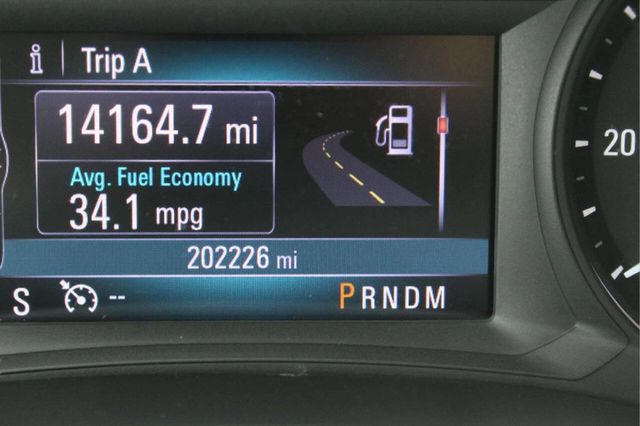 i Trip A
14164.7 mi
Avg. Fuel Economy
34.1 mpg
202226 mi
S -- PRNDM
20